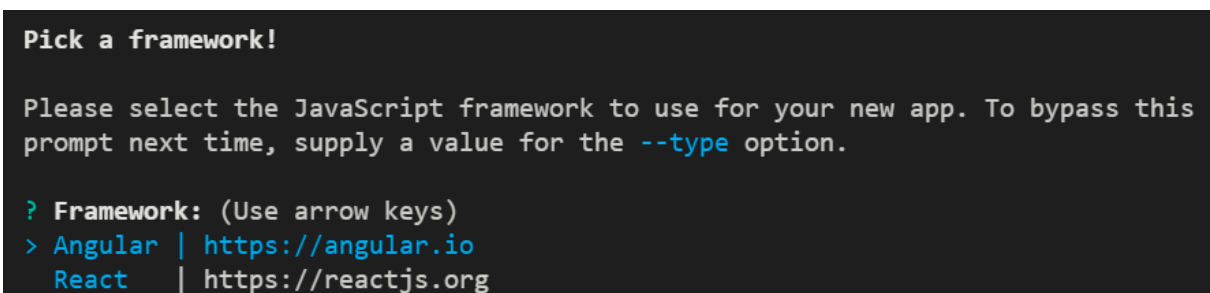 Pick a framework!
Please select the JavaScript framework to use for your new app. To bypass this
prompt next time, supply a value for the --type option.
? Framework: (Use arrow keys)
> Angular | https://angular.io
React | https://reactjs.org